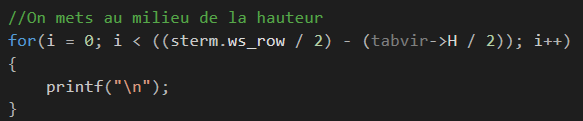 //On mets au milieu de la hauteur
for(i = 0; i < ((sterm.ws_row / 2) - (tabvir->H / 2)); i++)
{
    printf("\n");
}